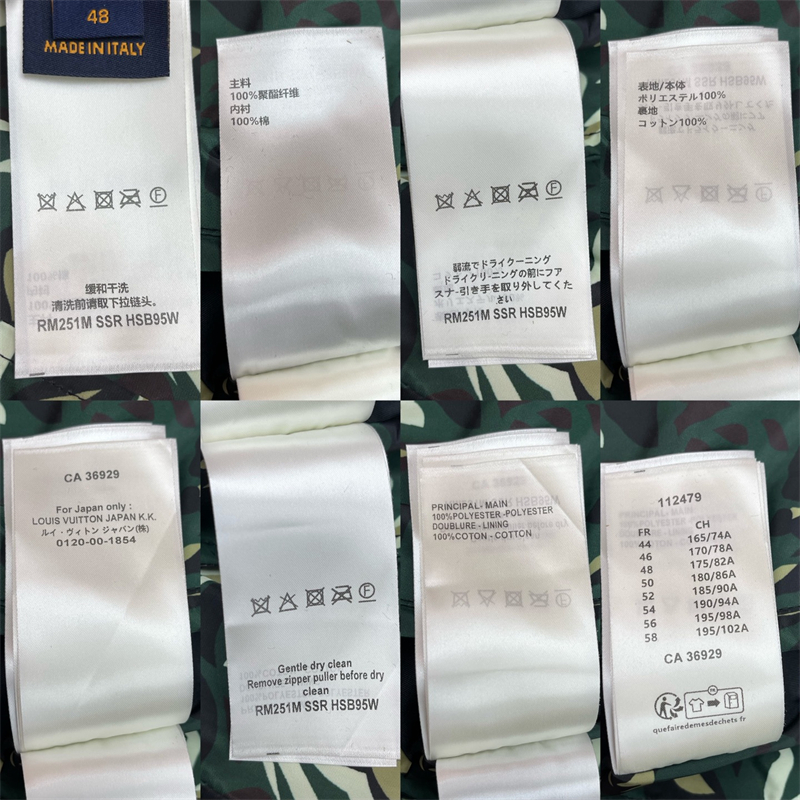 48
MADE IN ITALY
缓和干洗
清洗前请取下拉链头。
RM251M SSR HSB95W
主料
100%聚酯纤维
内衬
100%棉
弱流でドライクーニング
ドライクリ-ニングの前にフア
スナ-引き手を取り外してくだ
さい
RM251M SSR HSB95W
表地/本体
ポリエステル100%
裏地
コットン100%
CA 36929
For Japan only :
LOUIS VUITTON JAPAN K.K.
ルイ・ヴィトン ジャパン(株)
0120-00-1854
Gentle dry clean
Remove zipper puller before dry
clean
RM251M SSR HSB95W
PRINCIPAL- MAIN
100%POLYESTER -POLYESTER
DOUBLURE - LINING
100%COTON - COTTON
112479
FR CH
44 165/74A
46 170/78A
48 175/82A
50 180/86A
52 185/90A
54 190/94A
56 195/98A
58 195/102A
CA 36929
quefairedemesdechets.fr